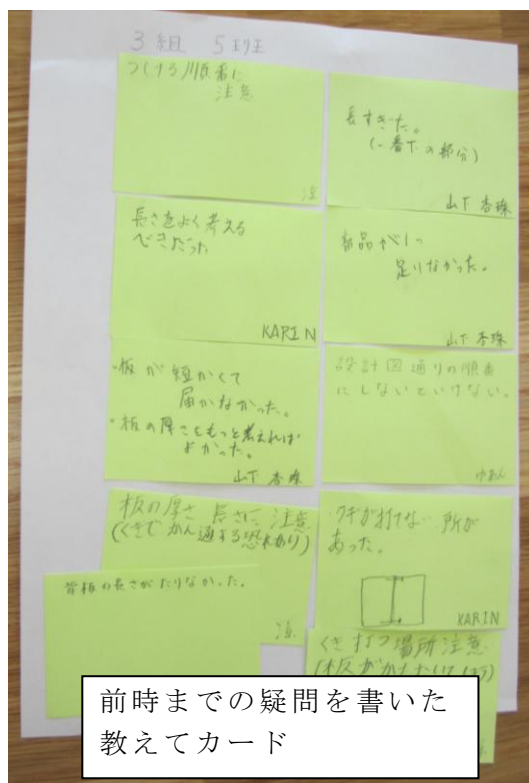 3組 5班
つける順番に
注意
長すぎた。
(一番下の部分)
山下 杏珠
長さをよく考える
べきだった
KARIN
部品が1つ
足りなかった。
山下 杏珠
・板が短かくて
届かなかった。
・板の厚さをもっと考えれば
よかった。
山下 杏珠
設計図通りの順番
にしないといけない。
ゆあん
板の厚さ 長さに注意
(くぎでかん通する恐れあり)
クギが打てない所が
あった。
KARIN
背板の長さがたりなかった。
くぎ打つ場所注意
前時までの疑問を書いた
教えてカード